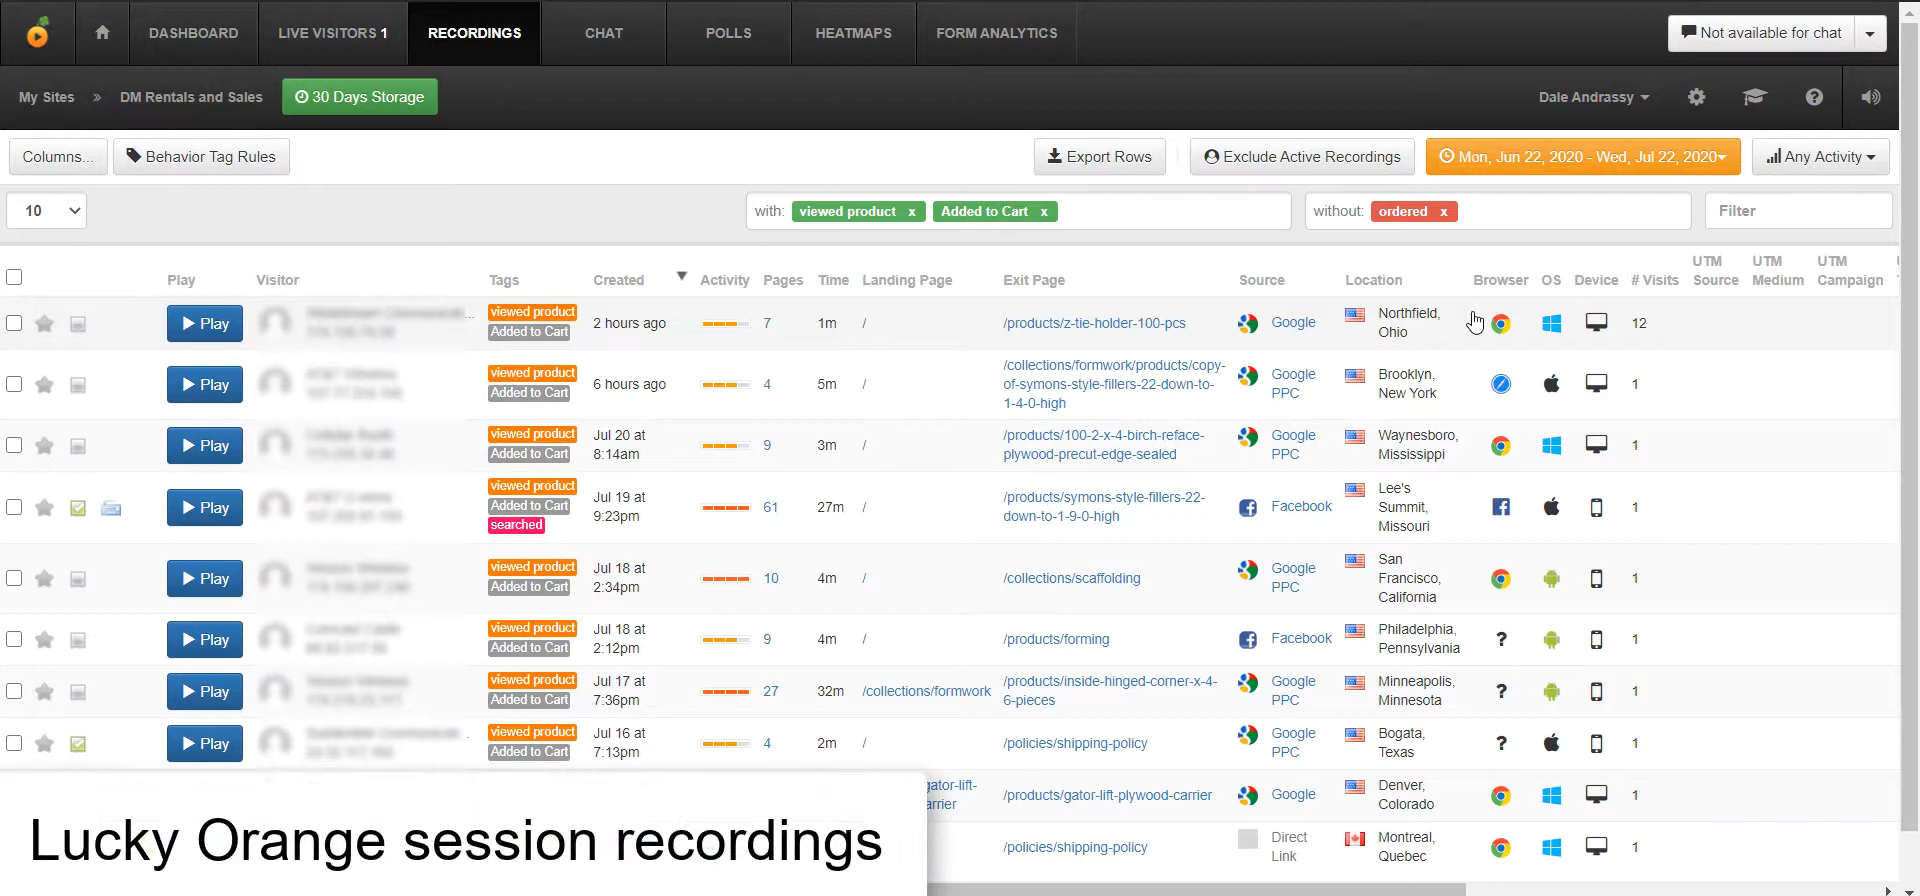 DASHBOARD
LIVE VISITORS 1
RECORDINGS
CHAT
POLLS
HEATMAPS
FORM ANALYTICS
Not available for chat
My Sites » DM Rentals and Sales
30 Days Storage
Dale Andrassy
Columns...
Behavior Tag Rules
Export Rows
Exclude Active Recordings
Mon, Jun 22, 2020 - Wed, Jul 22, 2020
Any Activity
10
with: viewed product x Added to Cart x
without: ordered x
Filter
Play Visitor Tags Created Activity Pages Time Landing Page Exit Page Source Location Browser OS Device # Visits UTM Source UTM Medium UTM Campaign
Play
viewed product
Added to Cart
2 hours ago
7
1m
/
/products/z-tie-holder-100-pcs
Google
Northfield,
Ohio
12
Play
viewed product
Added to Cart
6 hours ago
4
5m
/
/collections/formwork/products/copy-
of-symons-style-fillers-22-down-to-
1-4-0-high
Google
PPC
Brooklyn,
New York
1
Play
viewed product
Added to Cart
Jul 20 at
8:14am
9
3m
/
/products/100-2-x-4-birch-reface-
plywood-precut-edge-sealed
Google
PPC
Waynesboro,
Mississippi
1
Play
viewed product
Added to Cart
searched
Jul 19 at
9:23pm
61
27m
/
/products/symons-style-fillers-22-
down-to-1-9-0-high
Facebook
Lee's
Summit,
Missouri
1
Play
viewed product
Added to Cart
Jul 18 at
2:34pm
10
4m
/
/collections/scaffolding
Google
PPC
San
Francisco,
California
1
Play
viewed product
Added to Cart
Jul 18 at
2:12pm
9
4m
/
/products/forming
Facebook
Philadelphia,
Pennsylvania
?
1
Play
viewed product
Added to Cart
Jul 17 at
7:36pm
27
32m
/collections/formwork
/products/inside-hinged-corner-x-4-
6-pieces
Google
PPC
Minneapolis,
Minnesota
?
1
Play
viewed product
Added to Cart
Jul 16 at
7:13pm
4
2m
/
/policies/shipping-policy
Google
PPC
Bogata,
Texas
?
1
gator-lift-
arrier
/products/gator-lift-plywood-carrier
Google
Denver,
Colorado
1
/policies/shipping-policy
Direct
Link
Montreal,
Quebec
1
Lucky Orange session recordings